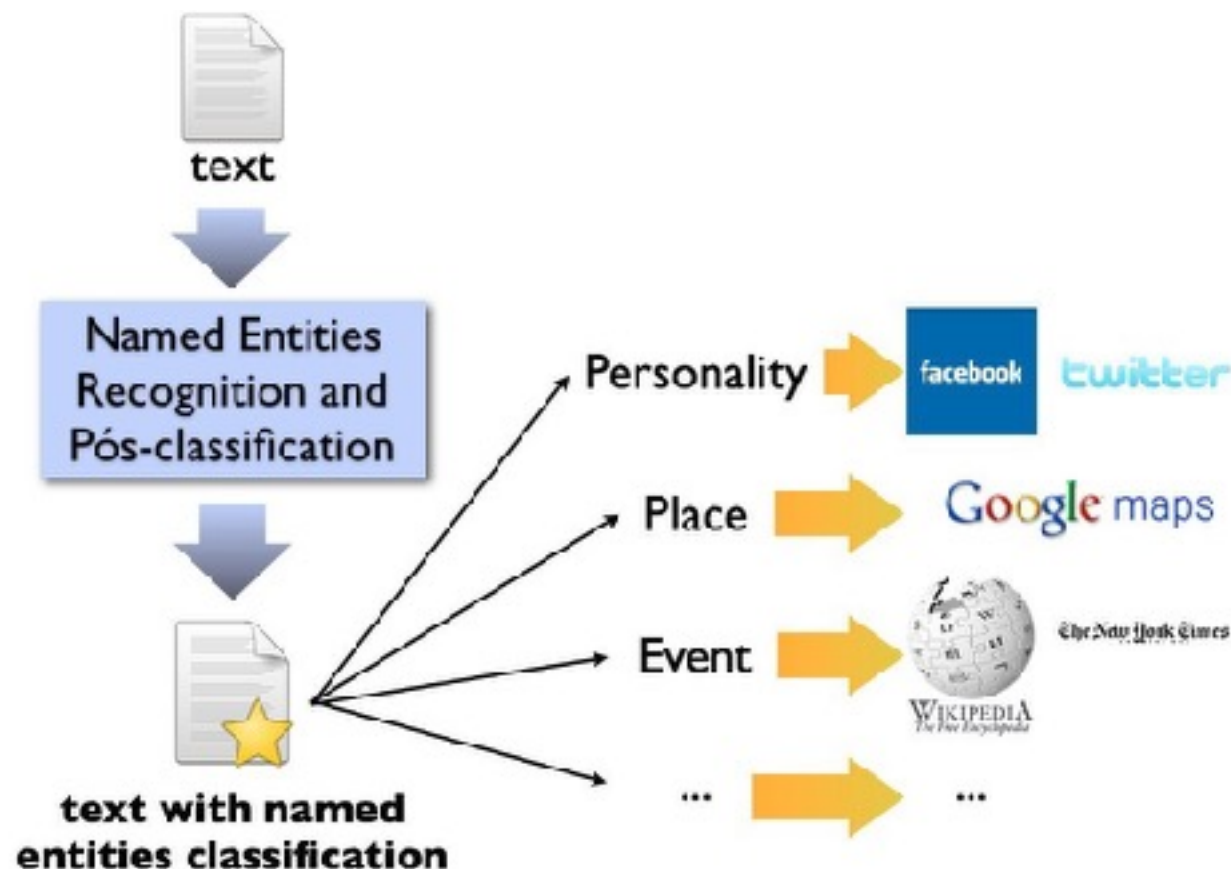 text
Named Entities
Recognition and
Pós-classification
text with named
entities classification
Personality
facebook
twitter
Place
Google maps
Event
WIKIPEDIA
The Free Encyclopedia
The New York Times
...
...